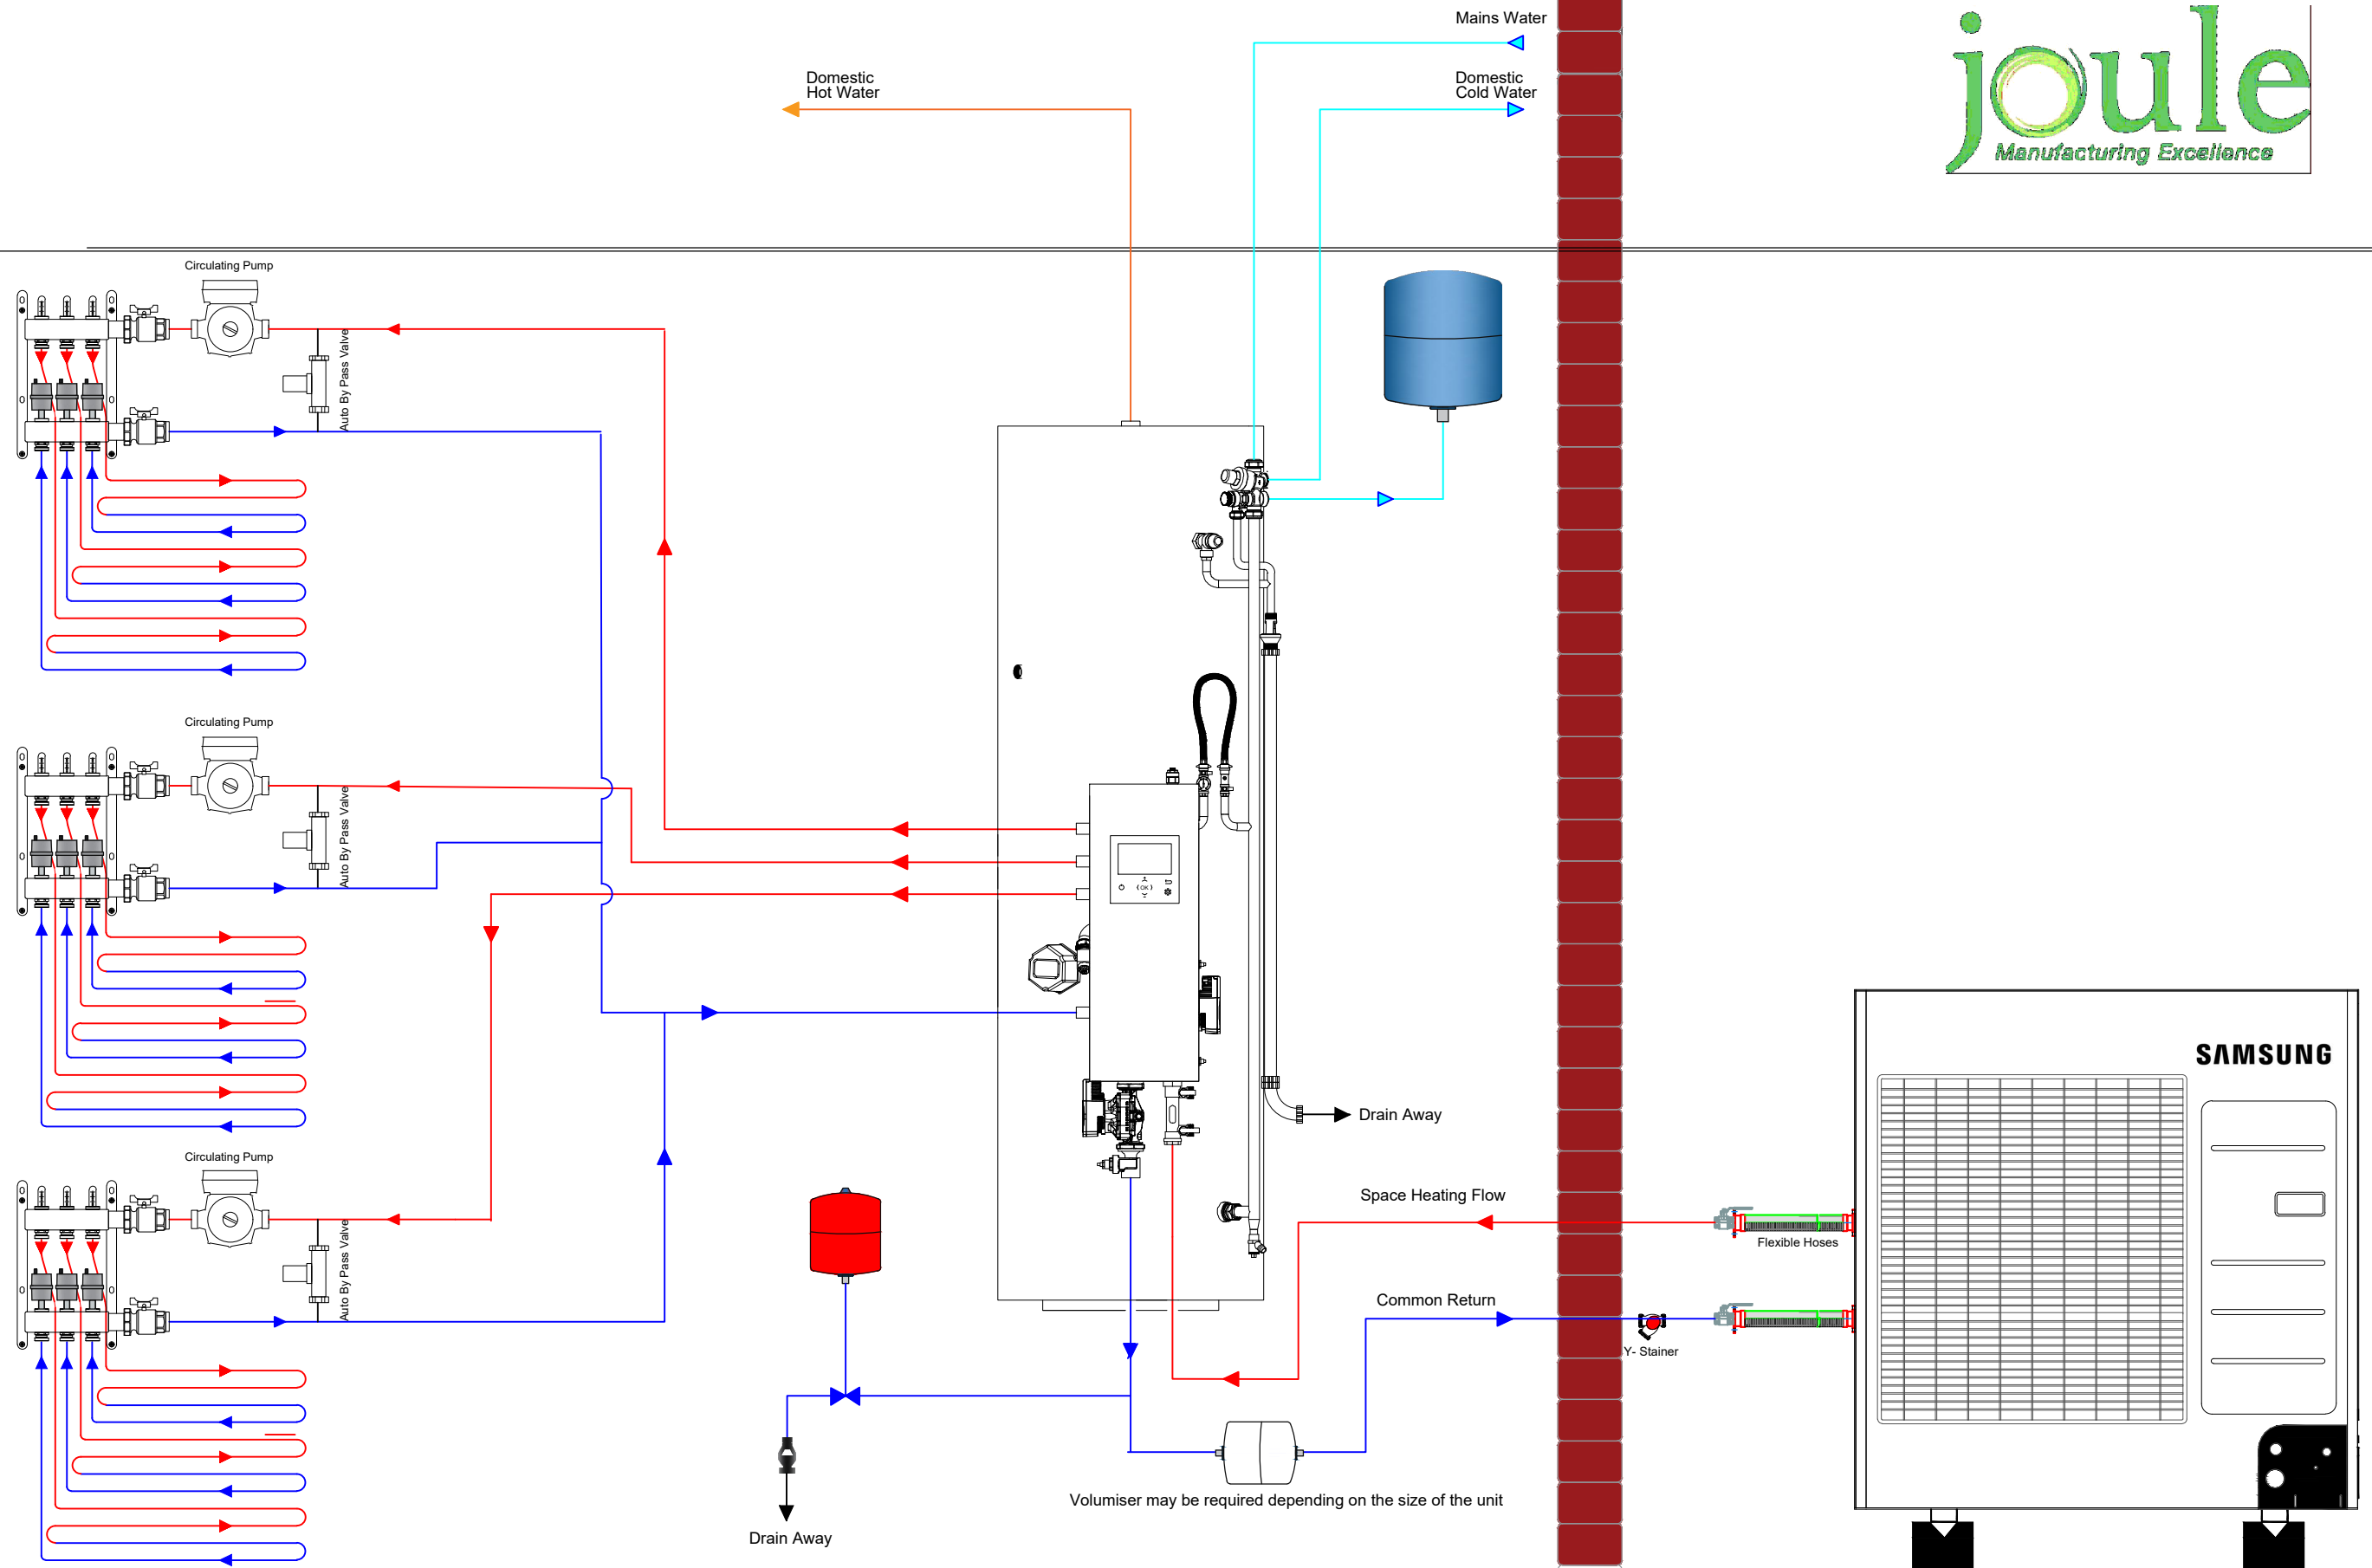 Mains Water
joule
Manufacturing Excellence
Domestic
Hot Water
Domestic
Cold Water
Circulating Pump
Auto By Pass Valve
Circulating Pump
Auto By Pass Valve
OK
SAMSUNG
Drain Away
Circulating Pump
Auto By Pass Valve
Space Heating Flow
Flexible Hoses
Common Return
Y- Stainer
Volumiser may be required depending on the size of the unit
Drain Away